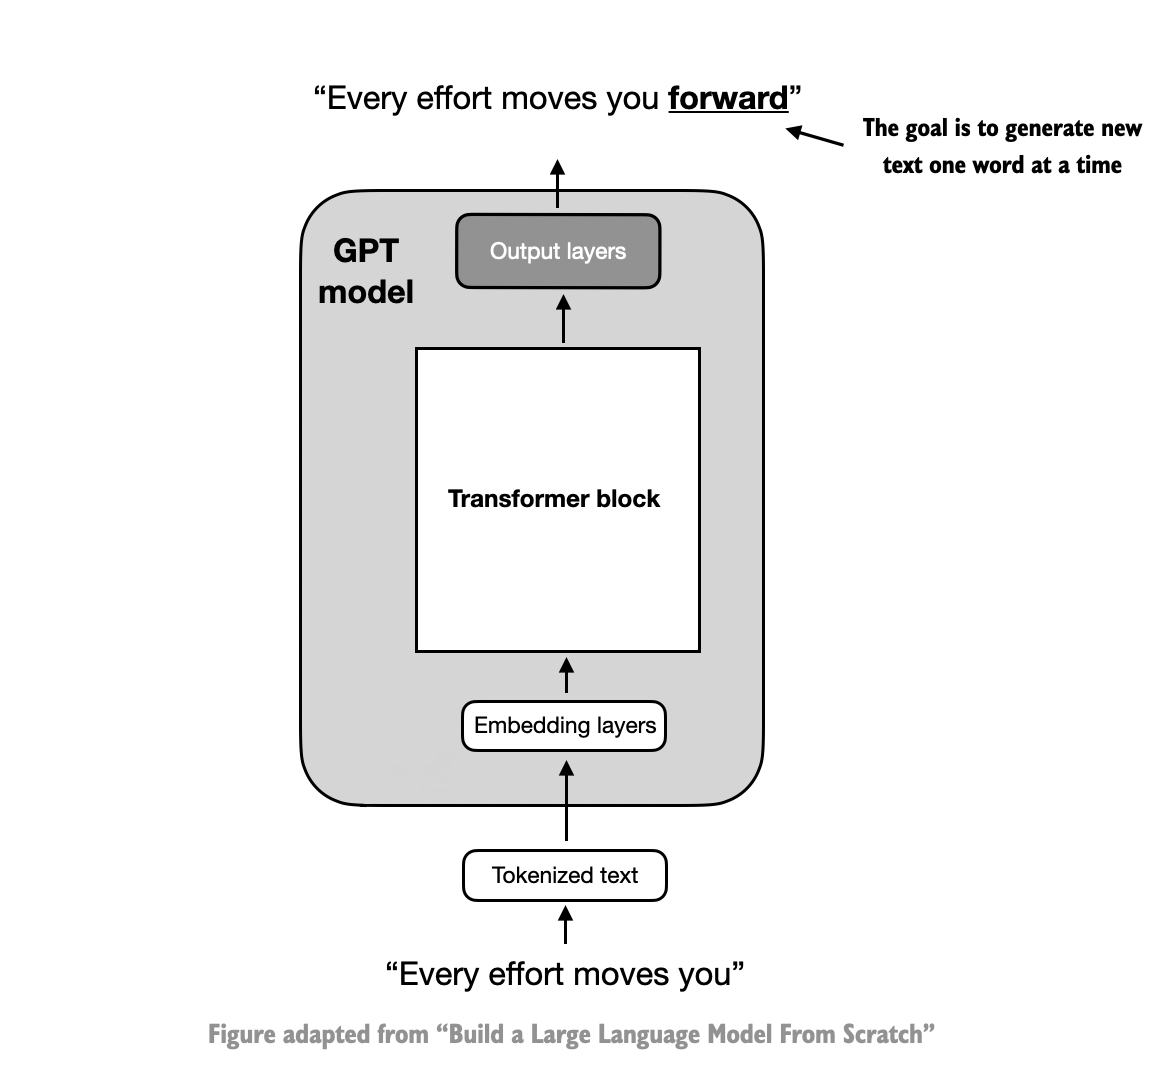 “Every effort moves you forward”
The goal is to generate new
text one word at a time
GPT
model
Output layers
Transformer block
Embedding layers
Tokenized text
“Every effort moves you”
Figure adapted from “Build a Large Language Model From Scratch”